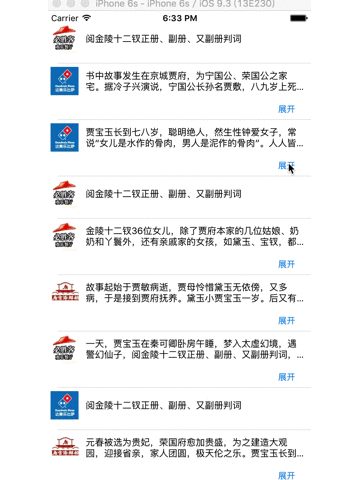 iPhone 6s - iPhone 6s / iOS 9.3 (13E230)
Carrier 6:33 PM
阅金陵十二钗正册、副册、又副册判词
书中故事发生在京城贾府，为宁国公、荣国公之家
宅。据冷子兴演说，宁国公长孙名贾敷，八九岁上死...
展开
贾宝玉长到七八岁，聪明绝人，然生性钟爱女子，常
说“女儿是水作的骨肉，男人是泥作的骨肉”。人人皆...
展开
阅金陵十二钗正册、副册、又副册判词
金陵十二钗36位女儿，除了贾府本家的几位姑娘、奶
奶和丫鬟外，还有亲戚家的女孩，如黛玉、宝钗，都...
展开
故事起始于贾敏病逝，贾母怜惜黛玉无依傍，又多
病，于是接到贾府抚养。黛玉小贾宝玉一岁。后又有...
展开
一天，贾宝玉在秦可卿卧房午睡，梦入太虚幻境，遇
警幻仙子，阅金陵十二钗正册、副册、又副册判词，...
展开
阅金陵十二钗正册、副册、又副册判词
元春被选为贵妃，荣国府愈加贵盛，为之建造大观
园，迎接省亲，家人团圆，极天伦之乐。贾宝玉长到...
展开